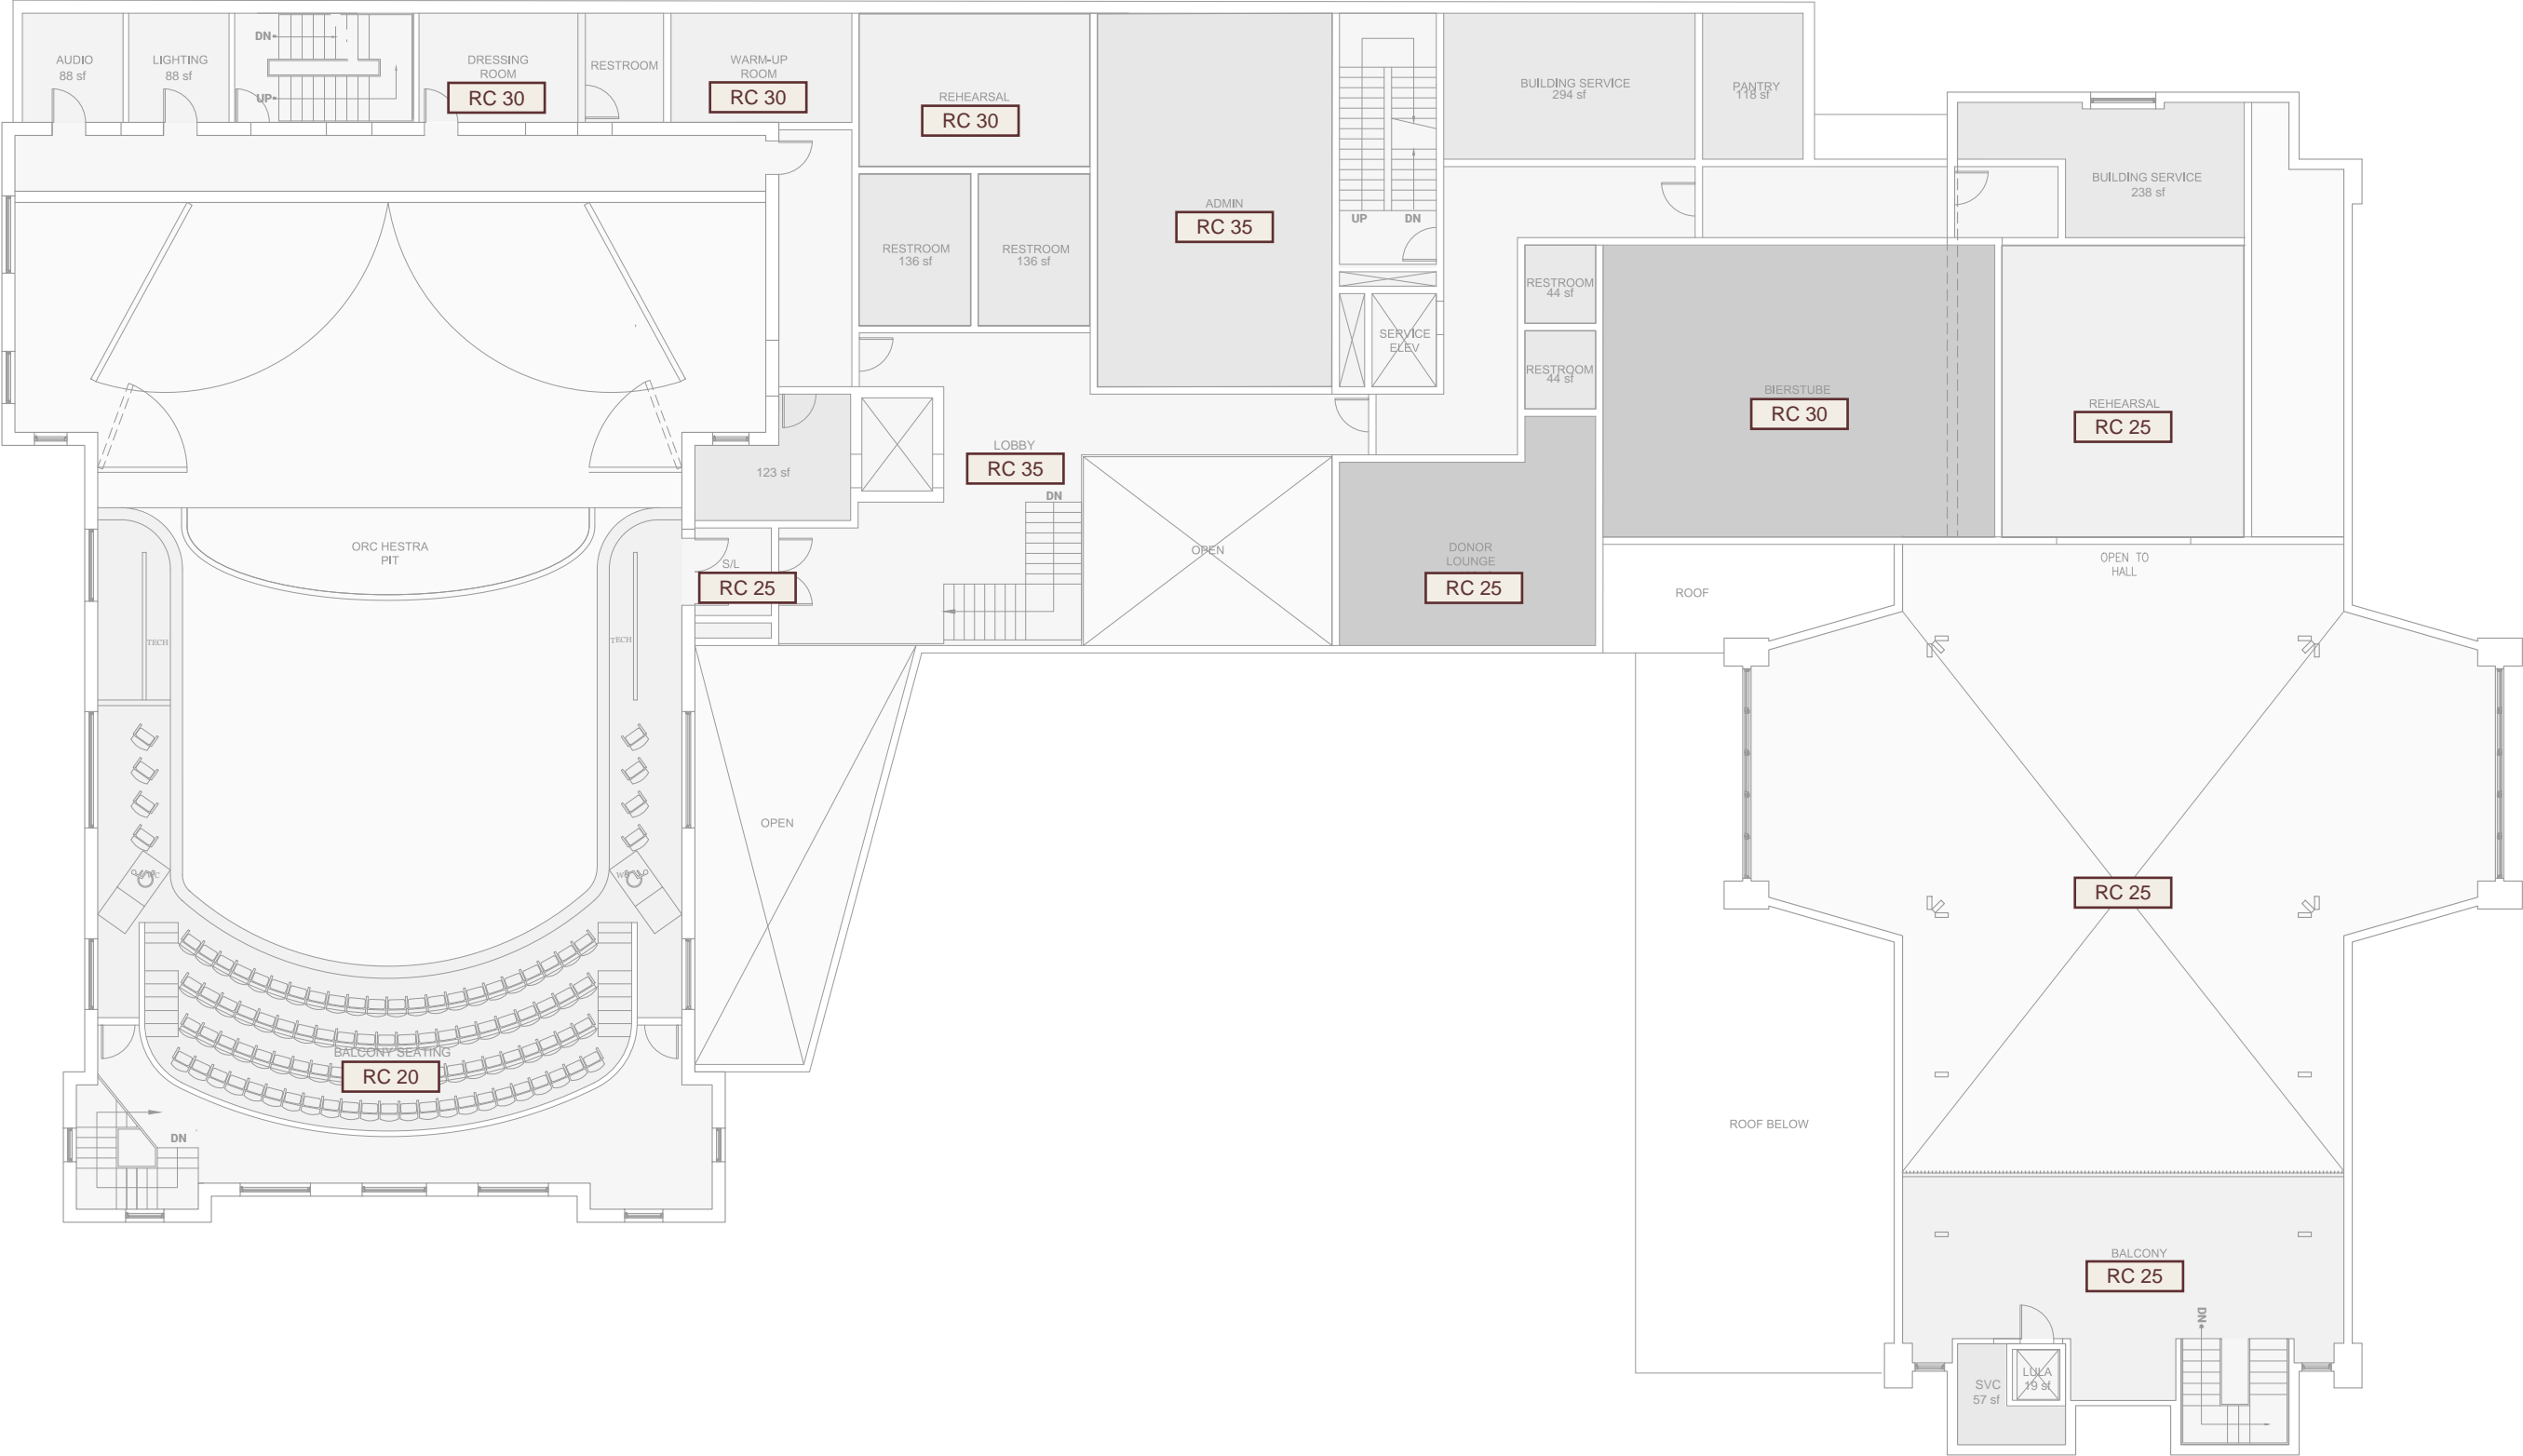 AUDIO
88 sf
LIGHTING
88 sf
DN
UP
DRESSING
ROOM
RC 30
RESTROOM
WARM-UP
ROOM
RC 30
REHEARSAL
RC 30
RESTROOM
136 sf
RESTROOM
136 sf
ADMIN
RC 35
UP
DN
BUILDING SERVICE
294 sf
PANTRY
118 sf
BUILDING SERVICE
238 sf
SERVICE
ELEV
RESTROOM
44 sf
RESTROOM
44 sf
BIERSTUBE
RC 30
REHEARSAL
RC 25
LOBBY
RC 35
123 sf
DN
ORC HESTRA
PIT
S/L
RC 25
OPEN
DONOR
LOUNGE
RC 25
ROOF
OPEN TO
HALL
TECH
TECH
OPEN
WC
RC 25
BALCONY SEATING
RC 20
DN
ROOF BELOW
BALCONY
RC 25
DN
SVC
57 sf
LULA
19 sf